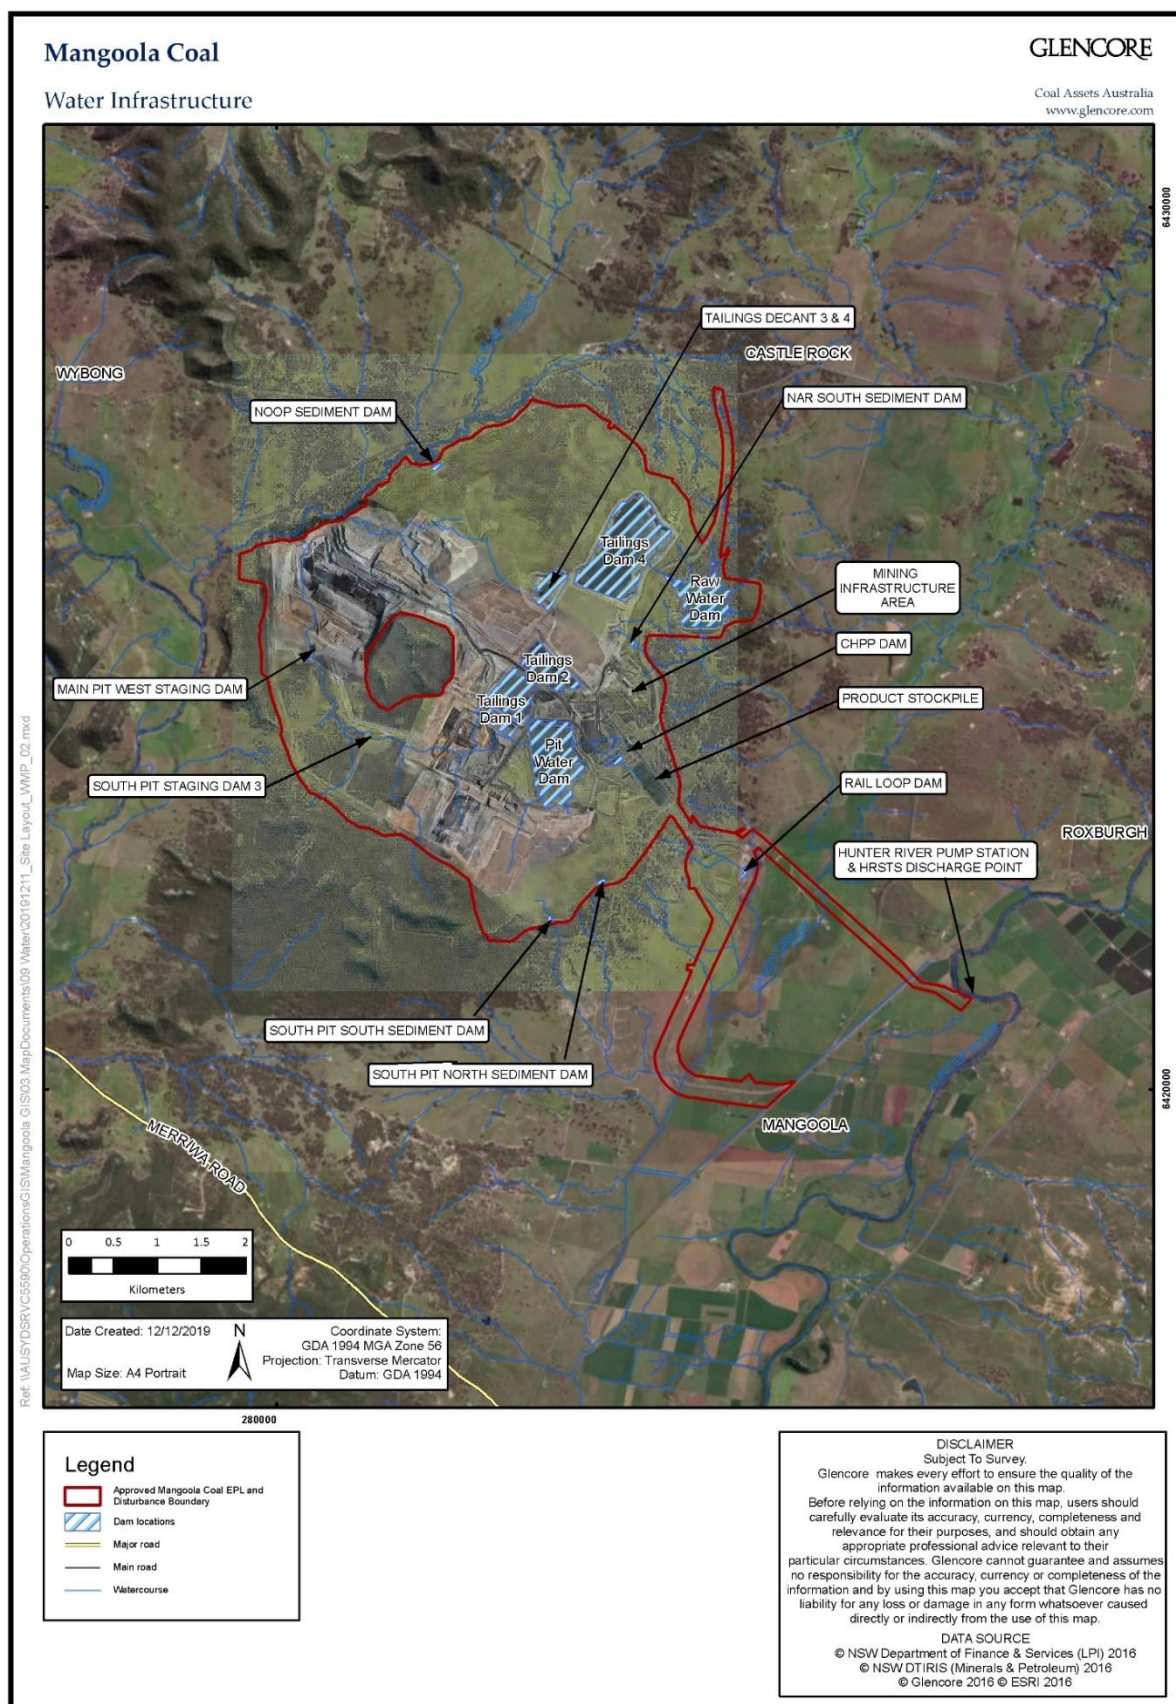 Mangoola Coal
GLENCORE
Water Infrastructure
Coal Assets Australia
www.glencore.com
6430000
TAILINGS DECANT 3 & 4
CASTLE ROCK
WYBONG
NAR SOUTH SEDIMENT DAM
NOOP SEDIMENT DAM
Tailings
Dam 4
Raw
Water
Dam
MINING
INFRASTRUCTURE
AREA
CHPP DAM
Tailings
Dam 2
MAIN PIT WEST STAGING DAM
PRODUCT STOCKPILE
Tailings
Dam 1
Pit
Water
Dam
SOUTH PIT STAGING DAM 3
RAIL LOOP DAM
ROXBURGH
HUNTER RIVER PUMP STATION
& HRSTS DISCHARGE POINT
SOUTH PIT SOUTH SEDIMENT DAM
SOUTH PIT NORTH SEDIMENT DAM
6420000
MANGOOLA
MERRIWA ROAD
0 0.5 1 1.5 2
Kilometers
Date Created: 12/12/2019
Map Size: A4 Portrait
N
Coordinate System:
GDA 1994 MGA Zone 56
Projection: Transverse Mercator
Datum: GDA 1994
280000
Ref: \\AUSYDSRVC5590\OperationsGIS\Mangoola GIS\03 MapDocuments\09 Water\20191211_Site Layout_WMP_02.mxd
Legend
Approved Mangoola Coal EPL and
Disturbance Boundary
Dam locations
Major road
Main road
Watercourse
DISCLAIMER
Subject To Survey.
Glencore makes every effort to ensure the quality of the
information available on this map.
Before relying on the information on this map, users should
carefully evaluate its accuracy, currency, completeness and
relevance for their purposes, and should obtain any
appropriate professional advice relevant to their
particular circumstances. Glencore cannot guarantee and assumes
no responsibility for the accuracy, currency or completeness of the
information and by using this map you accept that Glencore has no
liability for any loss or damage in any form whatsoever caused
directly or indirectly from the use of this map.
DATA SOURCE
© NSW Department of Finance & Services (LPI) 2016
© NSW DTIRIS (Minerals & Petroleum) 2016
© Glencore 2016 © ESRI 2016